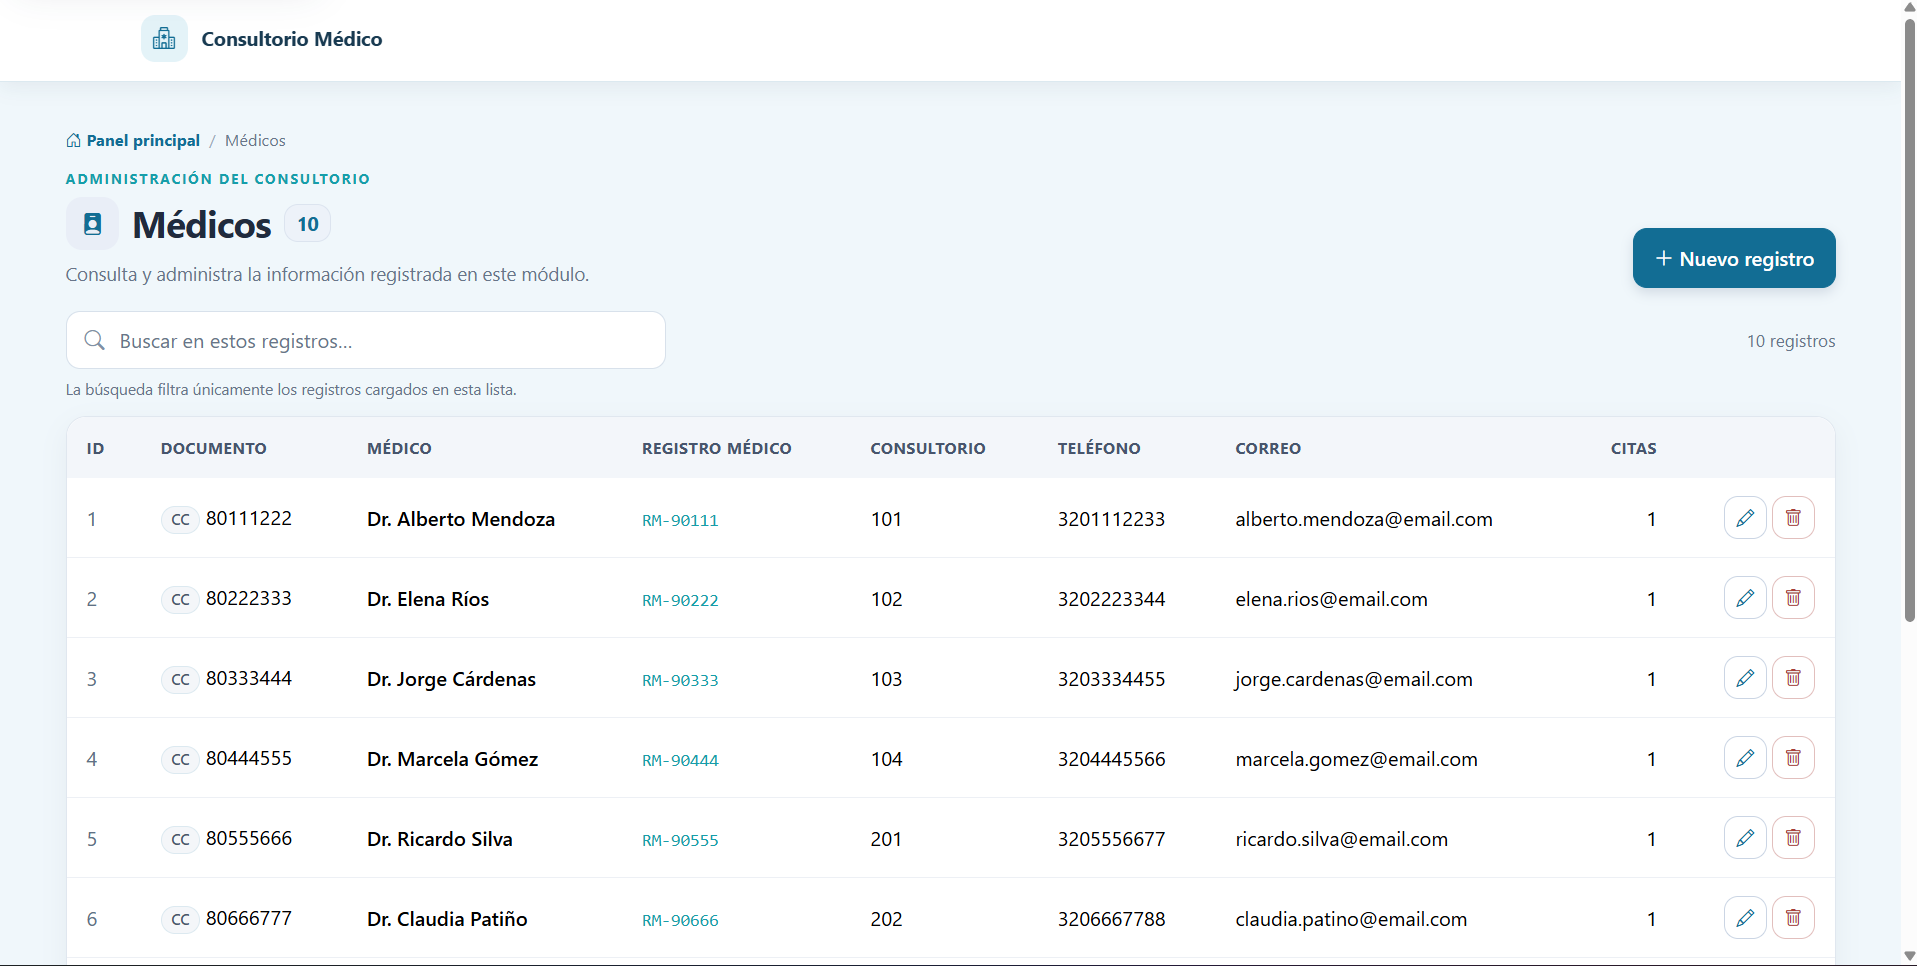 Consultorio Médico
Panel principal / Médicos
ADMINISTRACIÓN DEL CONSULTORIO
Médicos 10
Consulta y administra la información registrada en este módulo.
+ Nuevo registro
Buscar en estos registros...
10 registros
La búsqueda filtra únicamente los registros cargados en esta lista.
ID DOCUMENTO MÉDICO REGISTRO MÉDICO CONSULTORIO TELÉFONO CORREO CITAS
1 CC 80111222 Dr. Alberto Mendoza RM-90111 101 3201112233 alberto.mendoza@email.com 1
2 CC 80222333 Dr. Elena Ríos RM-90222 102 3202223344 elena.rios@email.com 1
3 CC 80333444 Dr. Jorge Cárdenas RM-90333 103 3203334455 jorge.cardenas@email.com 1
4 CC 80444555 Dr. Marcela Gómez RM-90444 104 3204445566 marcela.gomez@email.com 1
5 CC 80555666 Dr. Ricardo Silva RM-90555 201 3205556677 ricardo.silva@email.com 1
6 CC 80666777 Dr. Claudia Patiño RM-90666 202 3206667788 claudia.patino@email.com 1